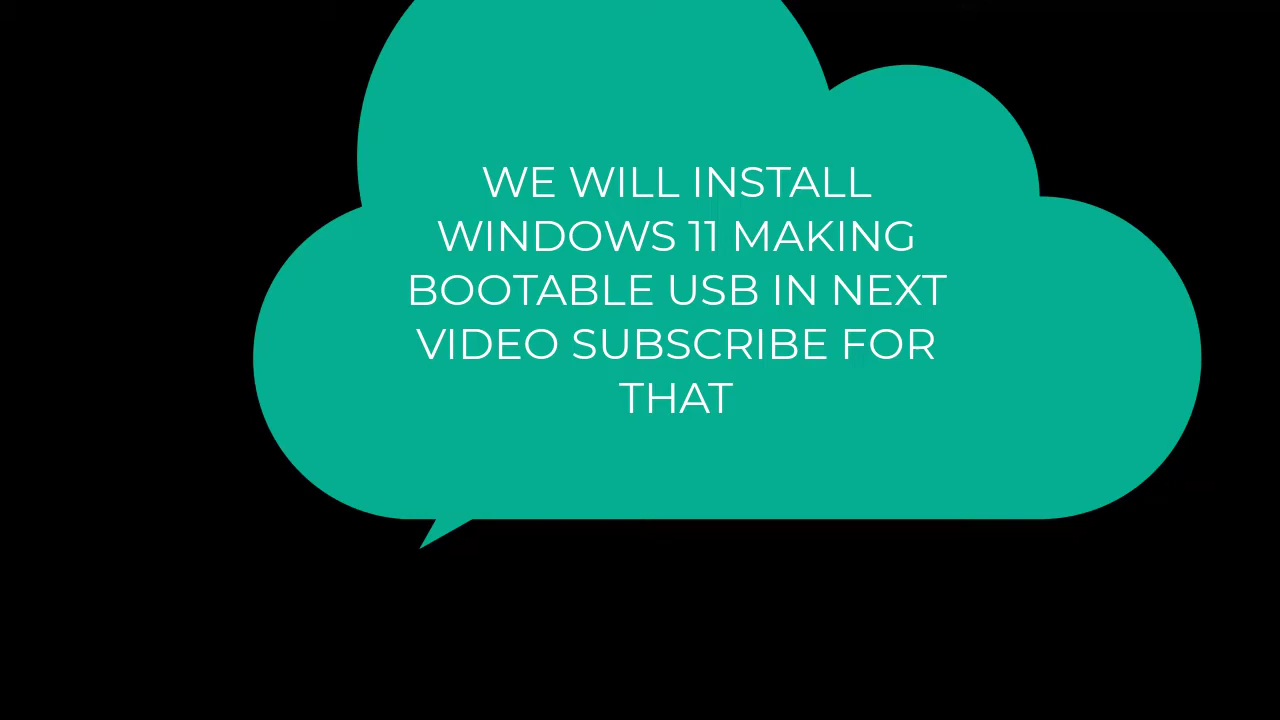 WE WILL INSTALL
WINDOWS 11 MAKING
BOOTABLE USB IN NEXT
VIDEO SUBSCRIBE FOR
THAT